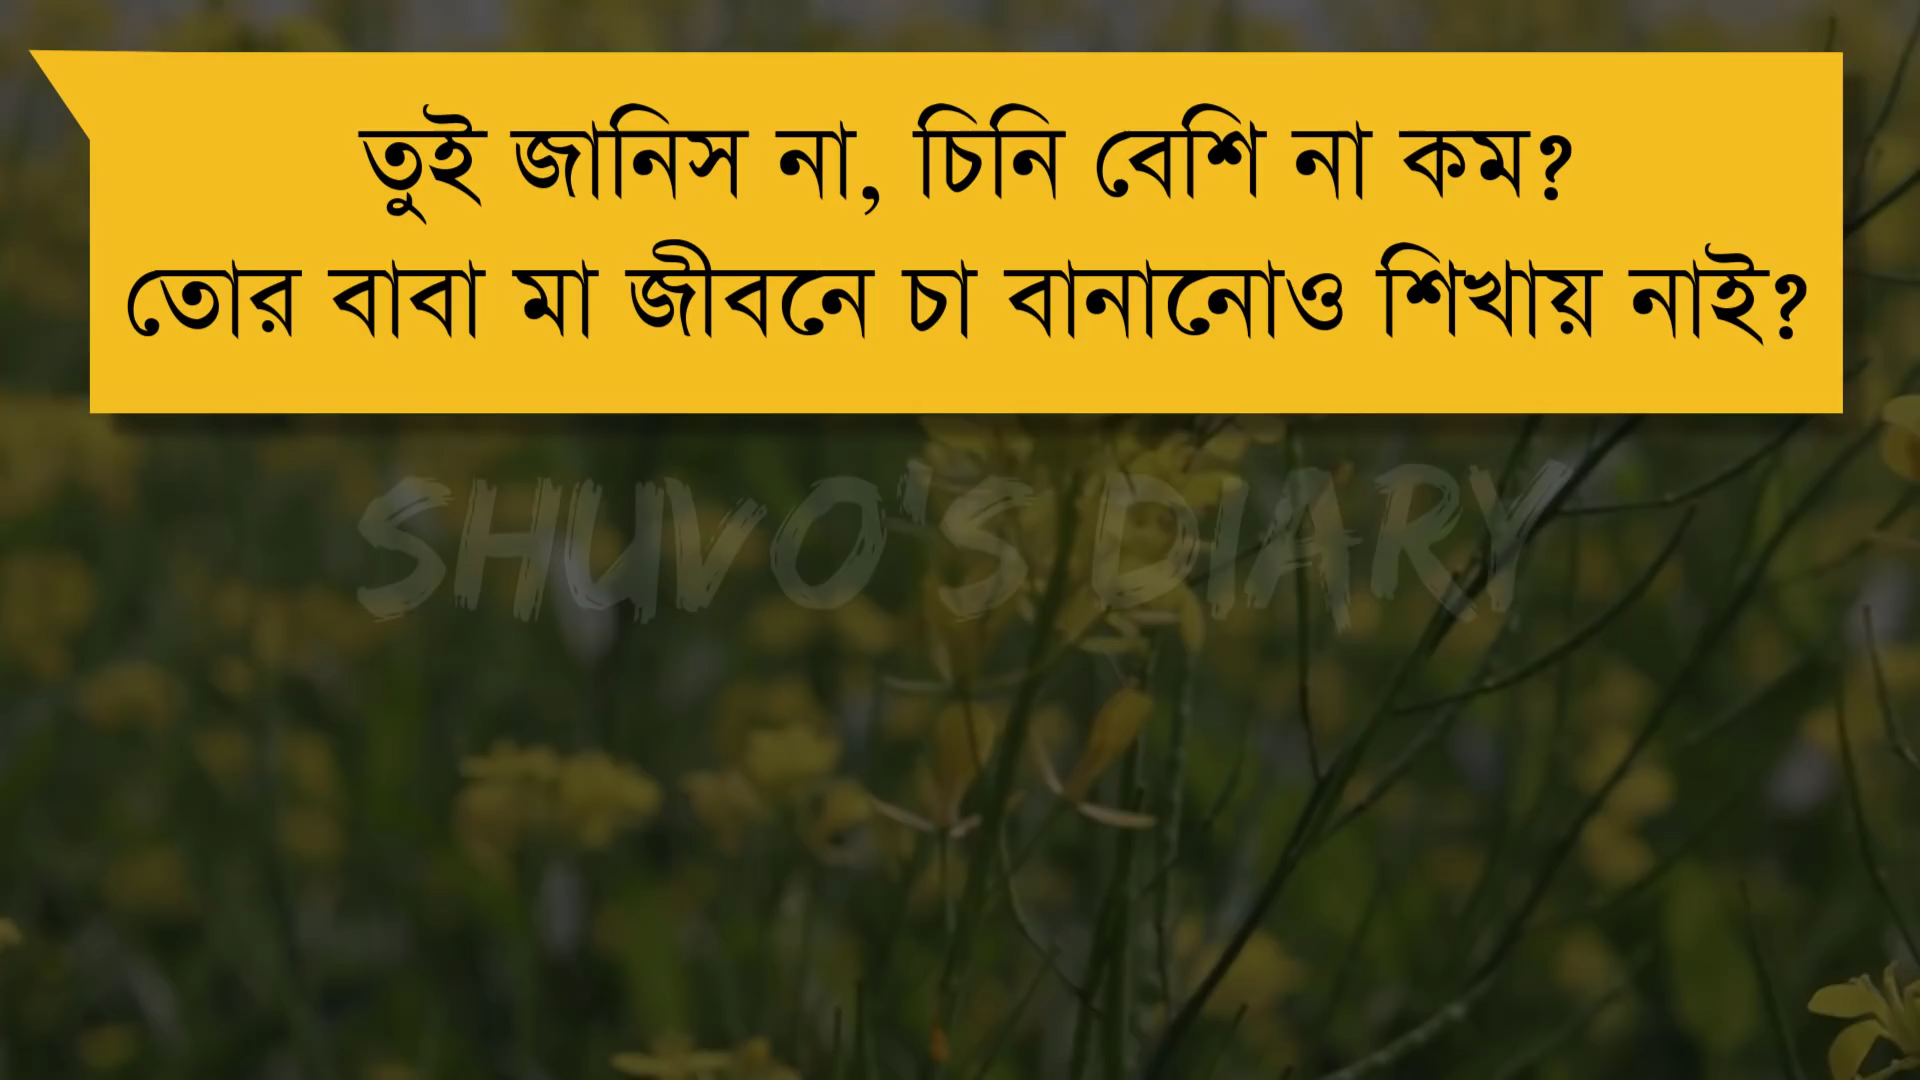 তুই জানিস না, চিনি বেশি না কম?
তোর বাবা মা জীবনে চা বানানোও শিখায় নাই?
SHUVO'S DIARY